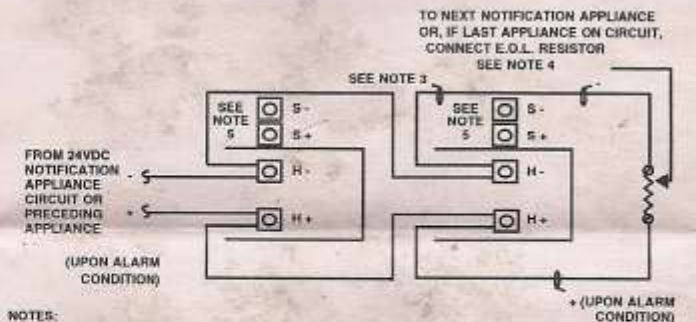 TO NEXT NOTIFICATION APPLIANCE
OR, IF LAST APPLIANCE ON CIRCUIT,
CONNECT E.O.L. RESISTOR
SEE NOTE 4
SEE NOTE 3
-
SEE
NOTE
5
S -
S +
SEE
NOTE
5
S -
S +
FROM 24VDC
NOTIFICATION
APPLIANCE
CIRCUIT OR
PRECEDING
APPLIANCE
-
+
H -
H +
H -
H +
(UPON ALARM
CONDITION)
+ (UPON ALARM
CONDITION)
NOTES: